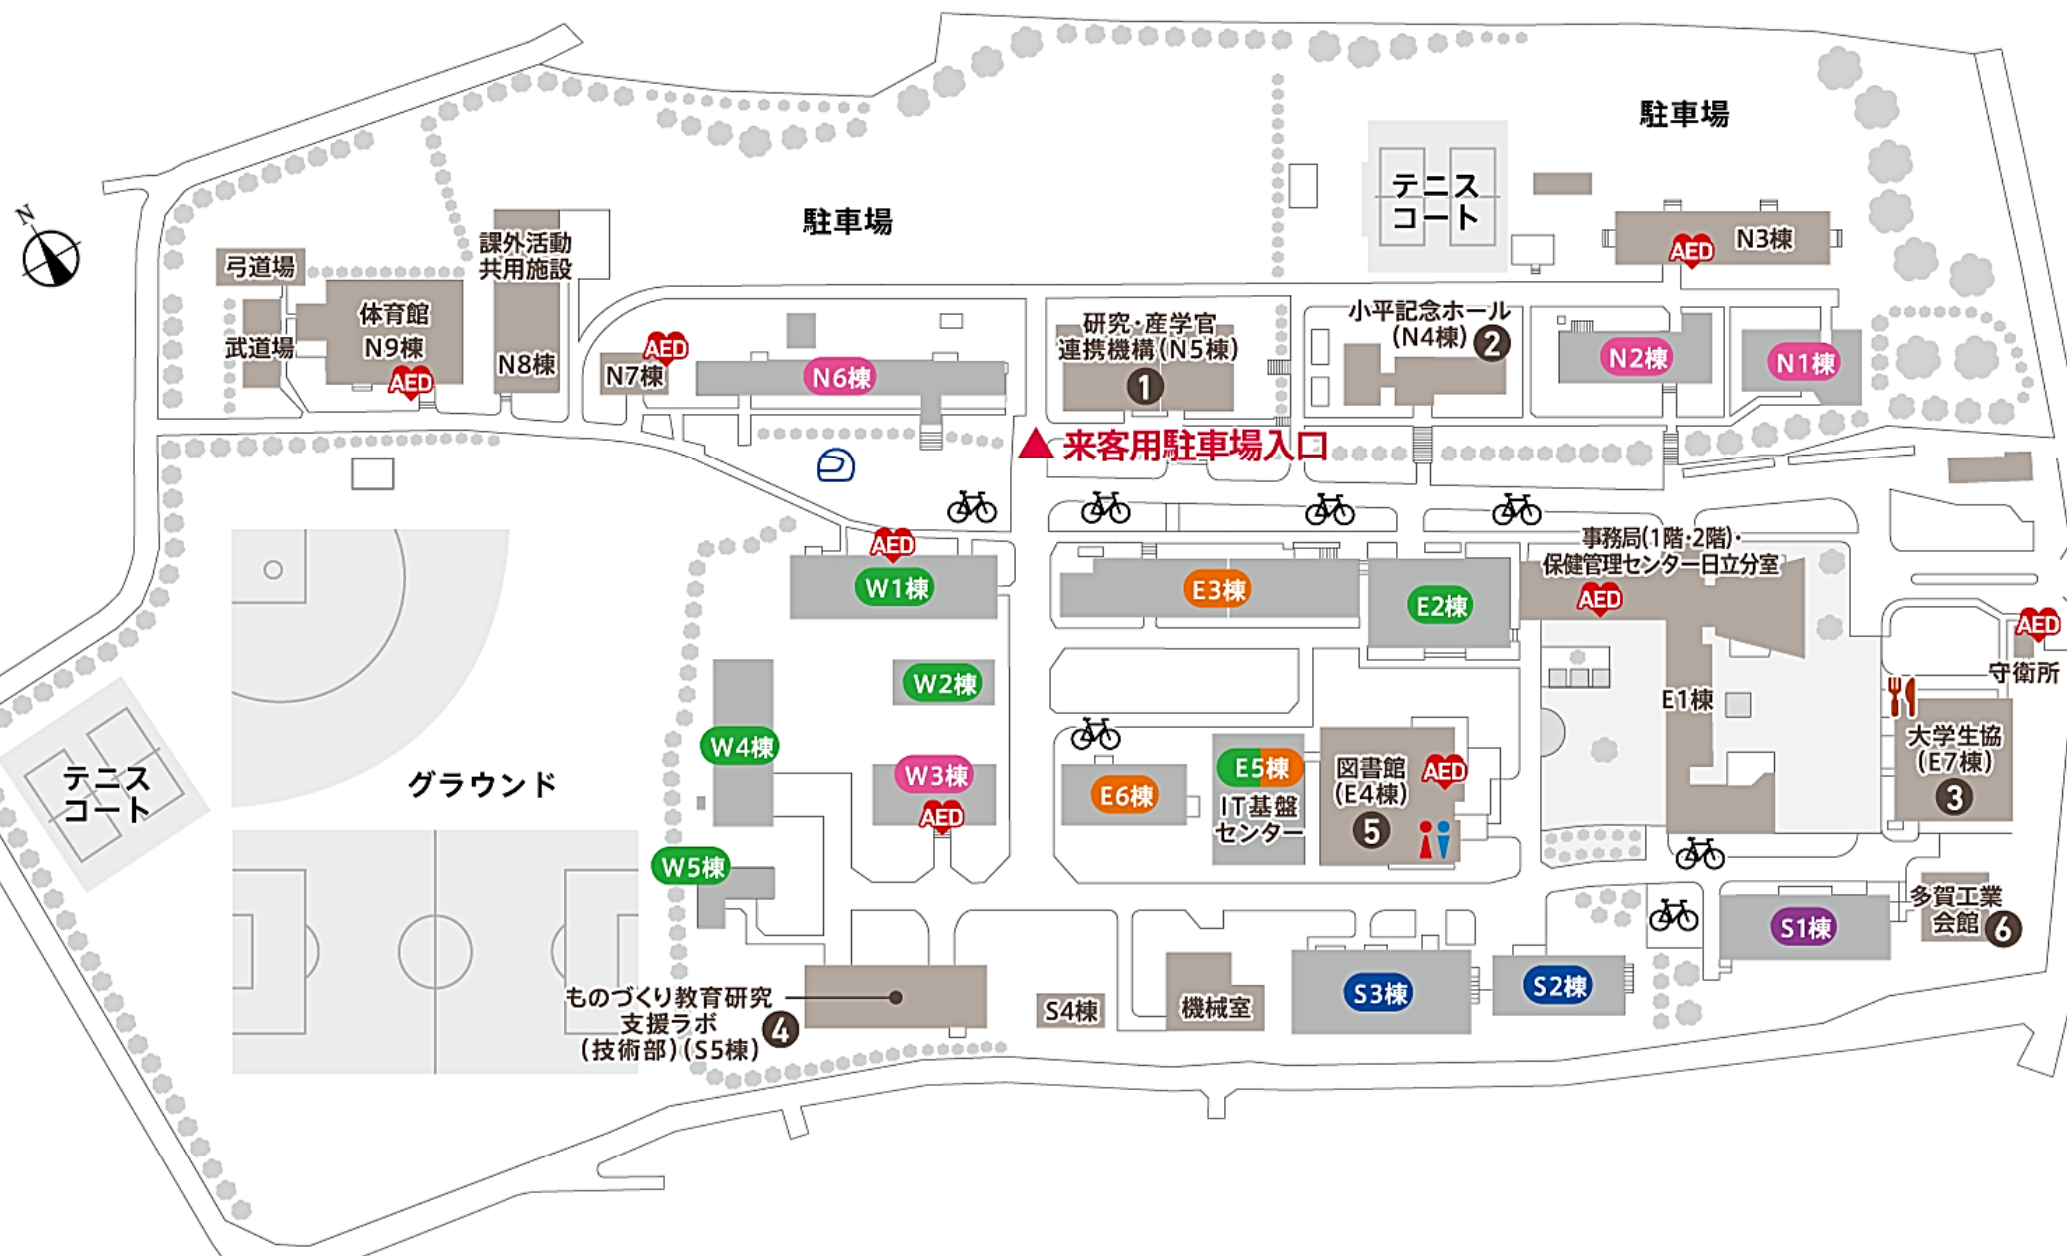 N
駐車場
駐車場
テニス
コート
N3棟
AED
弓道場
武道場
体育館
N9棟
AED
課外活動
共用施設
N8棟
N7棟
AED
N6棟
研究・産学官
連携機構(N5棟)
1
小平記念ホール
(N4棟)
2
N2棟
N1棟
▲来客用駐車場入口
AED
W1棟
E3棟
E2棟
事務局(1階・2階)・
保健管理センター日立分室
AED
AED
守衛所
W2棟
W4棟
W3棟
AED
W5棟
E6棟
E5棟
IT基盤
センター
図書館
(E4棟)
5
AED
E1棟
大学生協
(E7棟)
3
テニス
コート
グラウンド
多賀工業
会館
6
S1棟
S2棟
S3棟
機械室
S4棟
ものづくり教育研究
支援ラボ
(技術部)(S5棟)
4